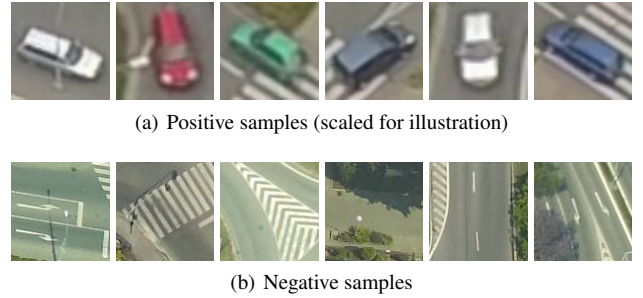 (a) Positive samples (scaled for illustration)
(b) Negative samples